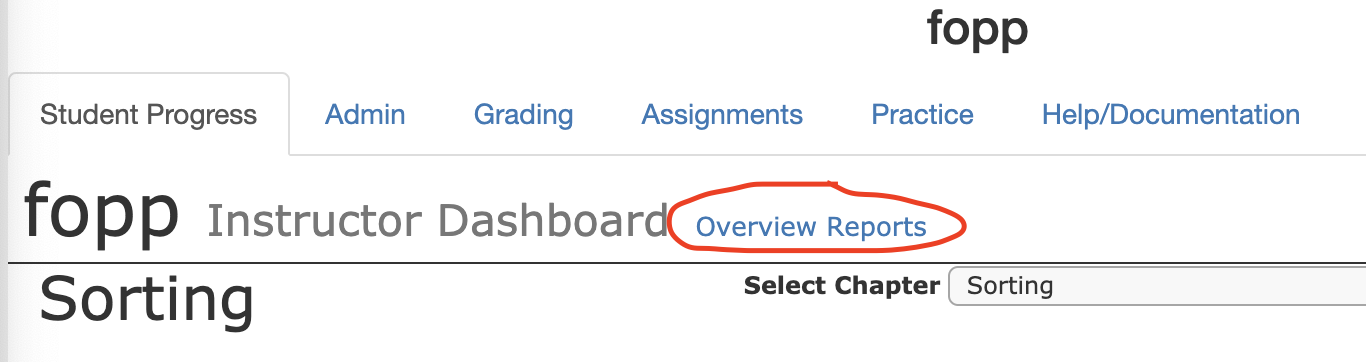 fopp
Student Progress Admin Grading Assignments Practice Help/Documentation
fopp Instructor Dashboard Overview Reports
Sorting Select Chapter Sorting